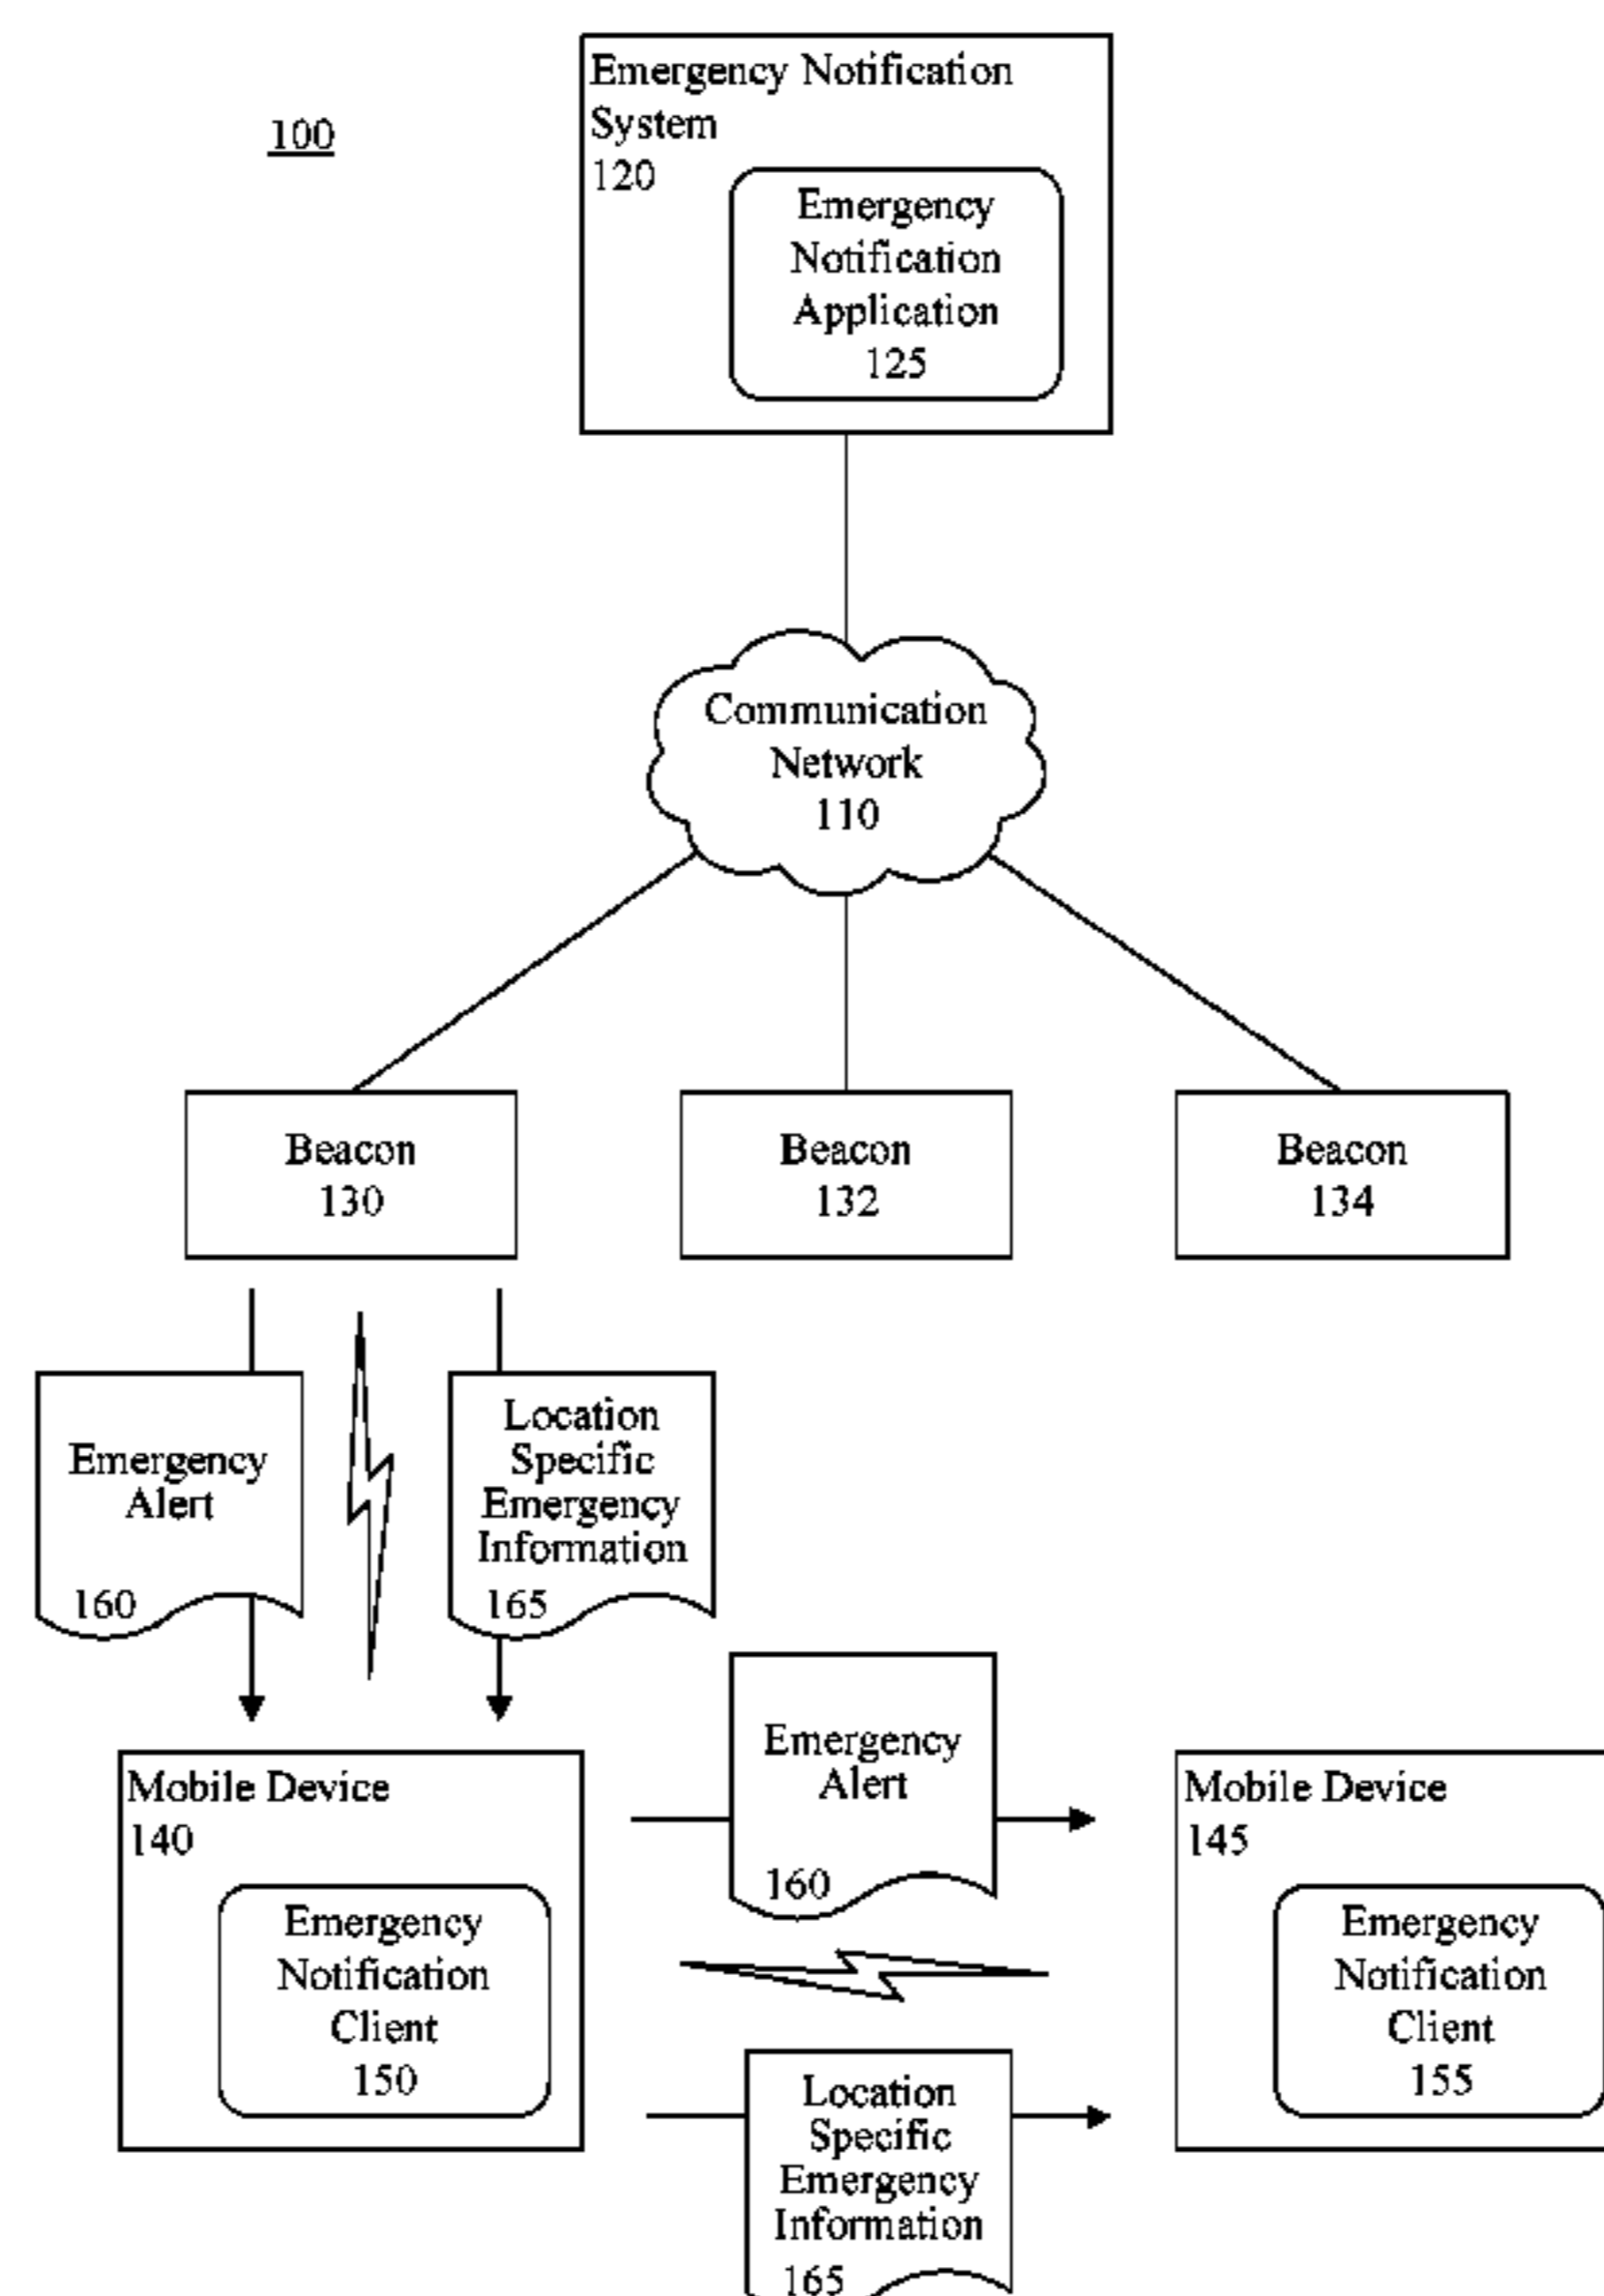 Emergency Notification
System
120
100
Emergency
Notification
Application
125
Communication
Network
110
Beacon
130
Beacon
132
Beacon
134
Emergency
Alert
160
Location
Specific
Emergency
Information
165
Emergency
Alert
160
Mobile Device
140
Emergency
Notification
Client
150
Mobile Device
145
Emergency
Notification
Client
155
Location
Specific
Emergency
Information
165